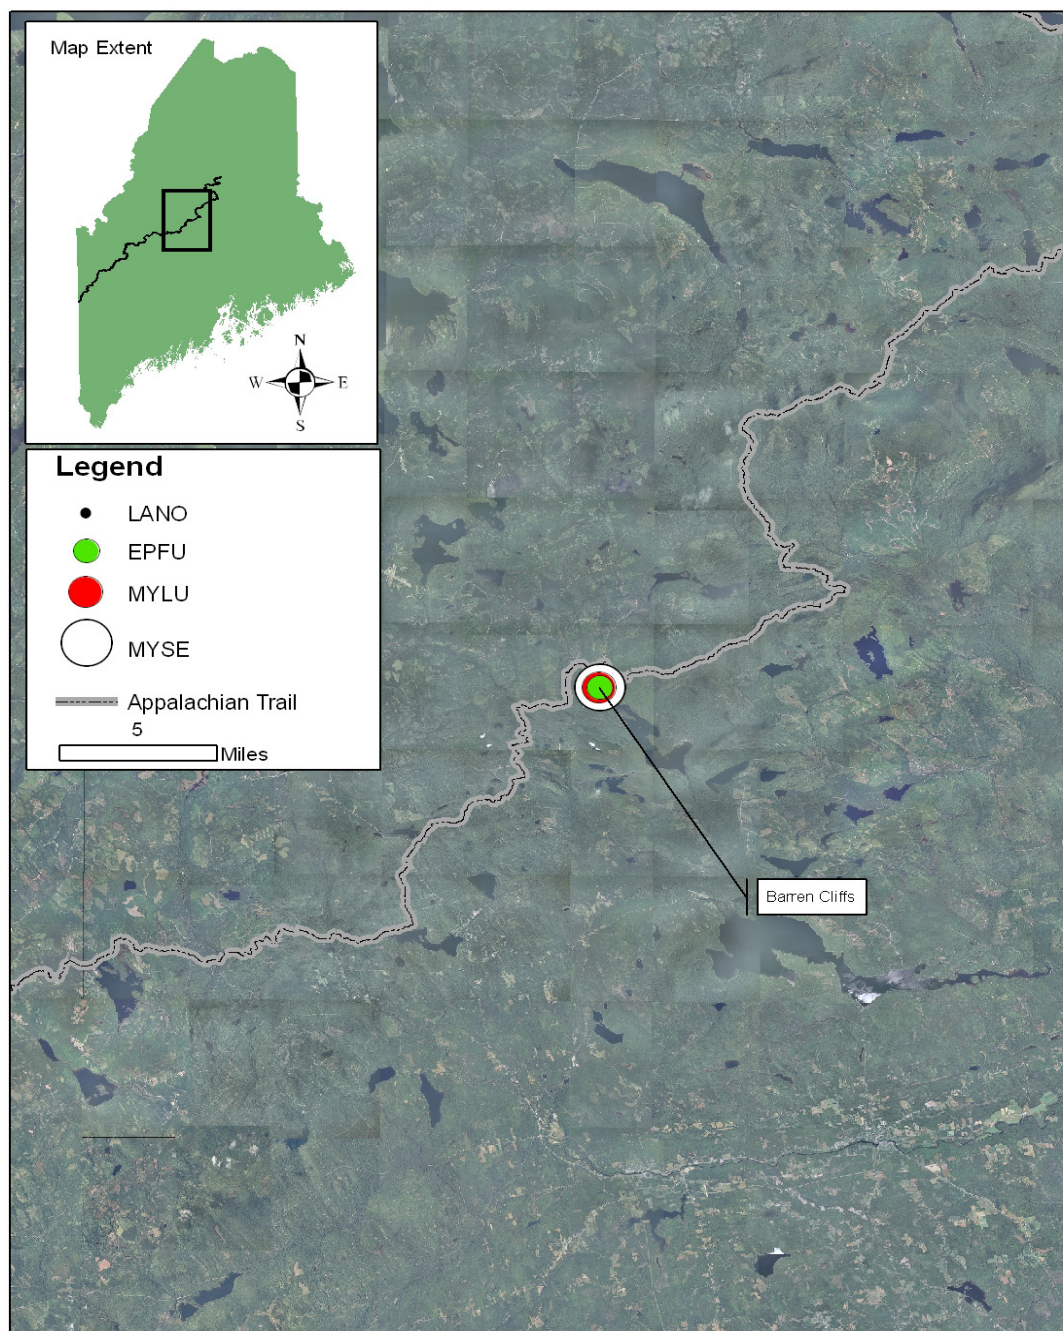 Map Extent
N
W E
S
Legend
LANO
EPFU
MYLU
MYSE
Appalachian Trail
5
Miles
Barren Cliffs